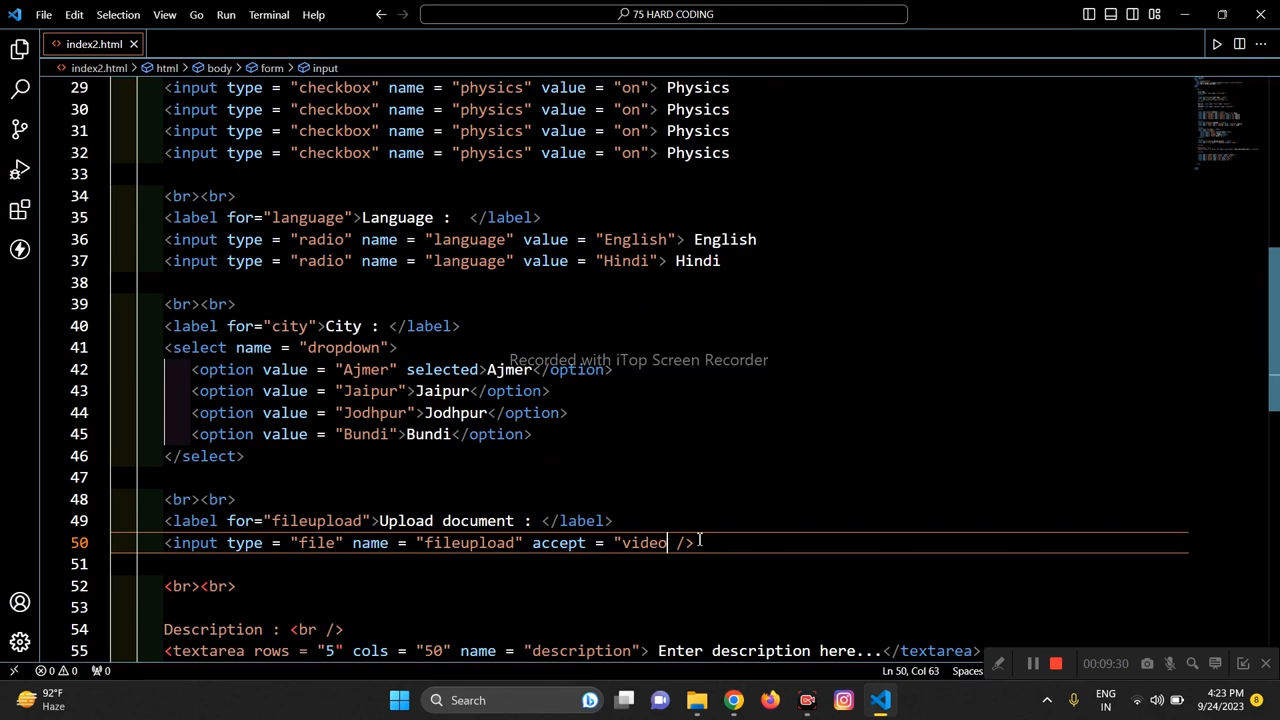 File Edit Selection View Go Run Terminal Help 75 HARD CODING
index2.html
index2.html html body form input
29 <input type = "checkbox" name = "physics" value = "on"> Physics
30 <input type = "checkbox" name = "physics" value = "on"> Physics
31 <input type = "checkbox" name = "physics" value = "on"> Physics
32 <input type = "checkbox" name = "physics" value = "on"> Physics
33
34 <br><br>
35 <label for="language">Language :  </label>
36 <input type = "radio" name = "language" value = "English"> English
37 <input type = "radio" name = "language" value = "Hindi"> Hindi
38
39 <br><br>
40 <label for="city">City : </label>
41 <select name = "dropdown">
Recorded with iTop Screen Recorder
42 <option value = "Ajmer" selected>Ajmer</option>
43 <option value = "Jaipur">Jaipur</option>
44 <option value = "Jodhpur">Jodhpur</option>
45 <option value = "Bundi">Bundi</option>
46 </select>
47
48 <br><br>
49 <label for="fileupload">Upload document : </label>
50 <input type = "file" name = "fileupload" accept = "video />
51
52 <br><br>
53
54 Description : <br />
55 <textarea rows = "5" cols = "50" name = "description"> Enter description here...</textarea>
00:09:30
0 0 0 Ln 50, Col 63 Spaces
92°F
Haze
Search
ENG
IN
4:23 PM
9/24/2023
8